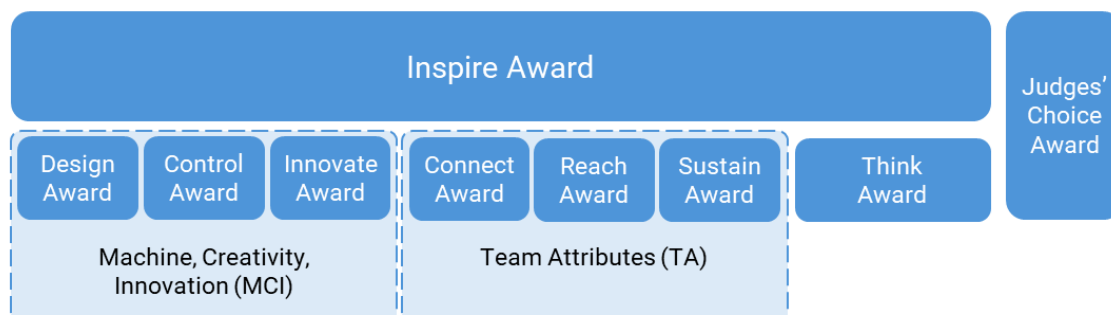 Inspire Award
Judges’
Choice
Award
Design
Award
Control
Award
Innovate
Award
Connect
Award
Reach
Award
Sustain
Award
Think
Award
Machine, Creativity,
Innovation (MCI)
Team Attributes (TA)